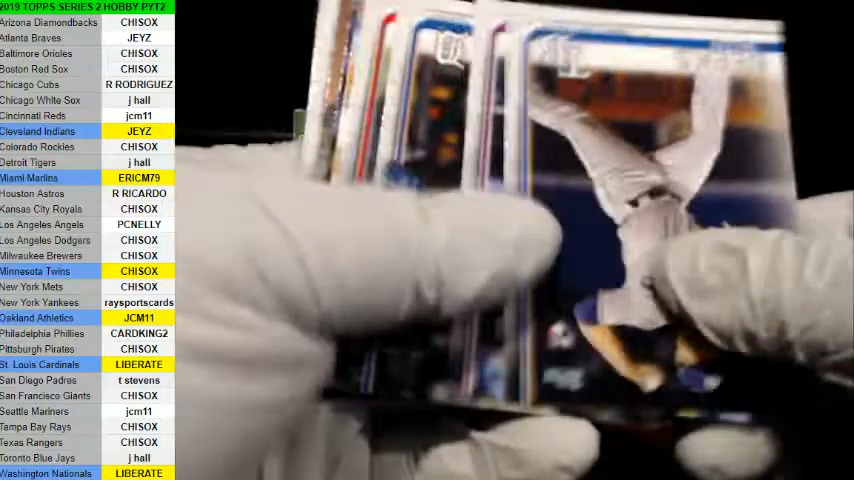 2019 TOPPS SERIES 2 HOBBY PYT2
Arizona Diamondbacks CHISOX
Atlanta Braves JEYZ
Baltimore Orioles CHISOX
Boston Red Sox CHISOX
Chicago Cubs R RODRIGUEZ
Chicago White Sox j hall
Cincinnati Reds jcm11
Cleveland Indians JEYZ
Colorado Rockies CHISOX
Detroit Tigers j hall
Miami Marlins ERICM79
Houston Astros R RICARDO
Kansas City Royals CHISOX
Los Angeles Angels PCNELLY
Los Angeles Dodgers CHISOX
Milwaukee Brewers CHISOX
Minnesota Twins CHISOX
New York Mets CHISOX
New York Yankees raysportscards
Oakland Athletics JCM11
Philadelphia Phillies CARDKING2
Pittsburgh Pirates CHISOX
St. Louis Cardinals LIBERATE
San Diego Padres t stevens
San Francisco Giants CHISOX
Seattle Mariners jcm11
Tampa Bay Rays CHISOX
Texas Rangers CHISOX
Toronto Blue Jays j hall
Washington Nationals LIBERATE